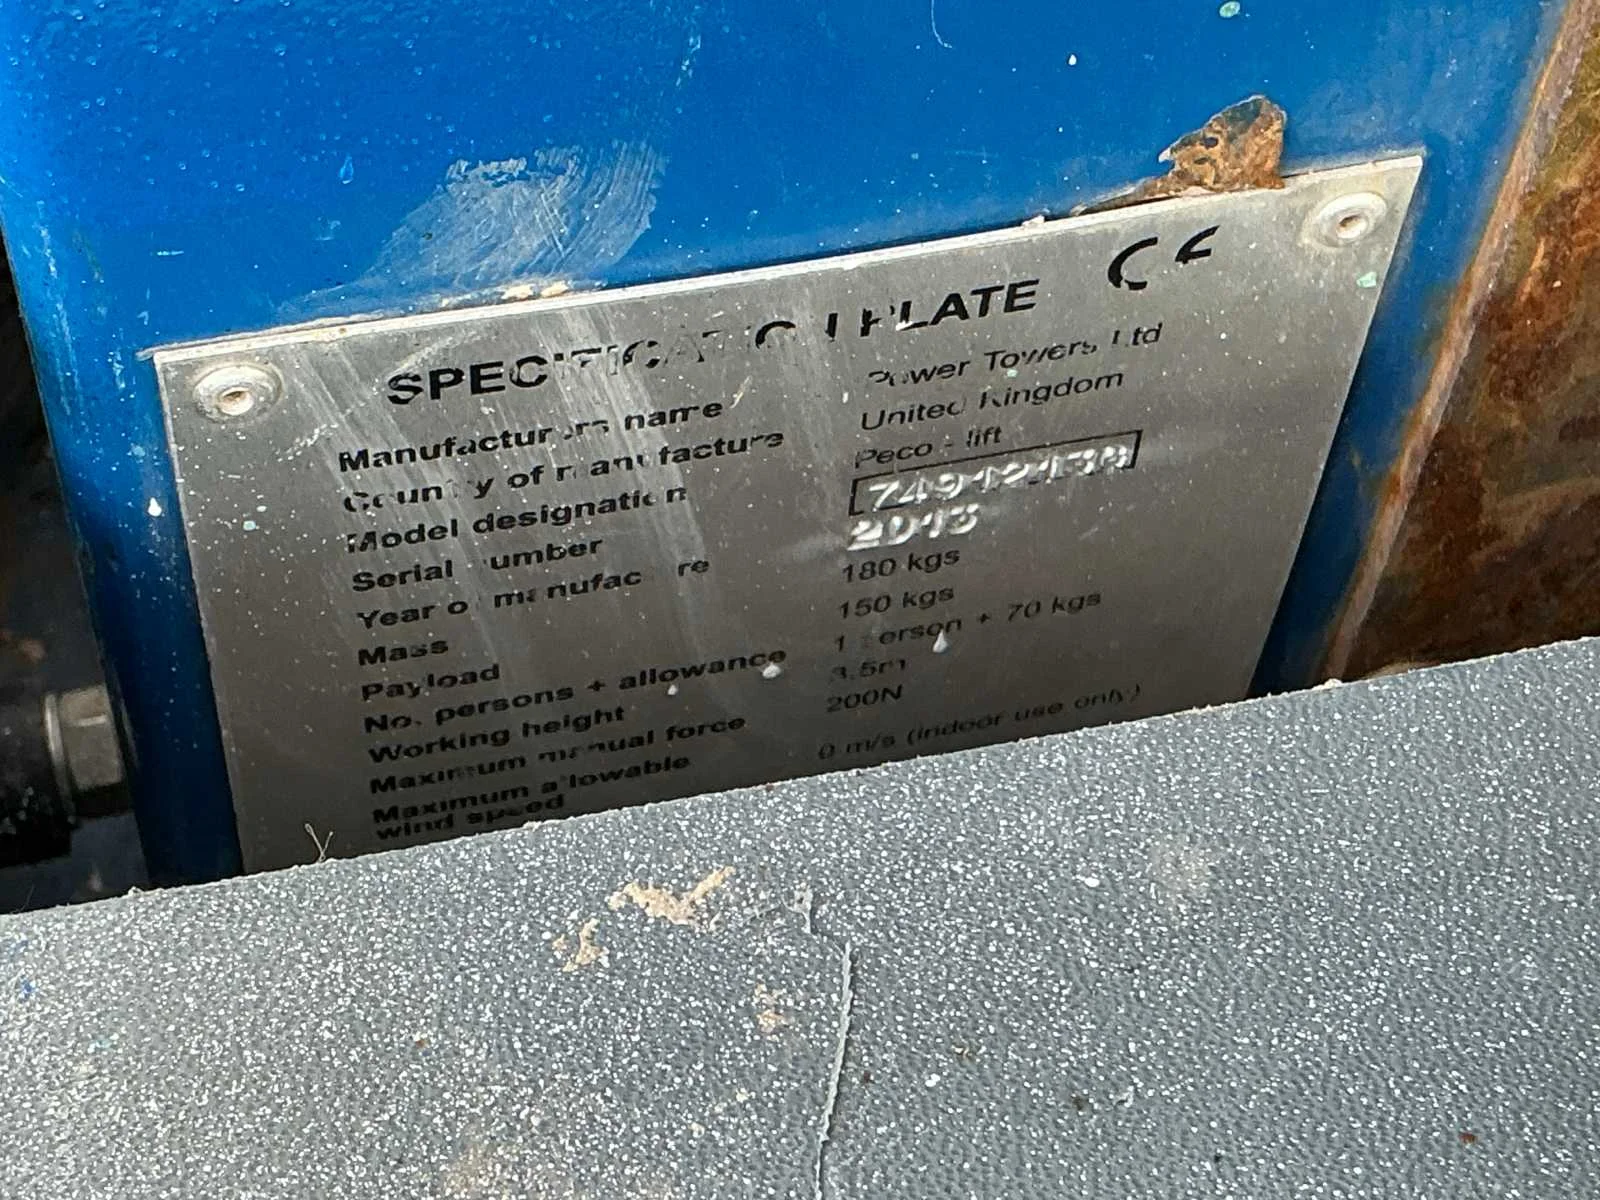 SPECIFICATION PLATE CE
Manufacturers name Power Towers Ltd
Country of manufacture United Kingdom
Model designation Peco - lift
Serial number
Year of manufacture 2013
Mass 180 kgs
Payload 150 kgs
No. persons + allowance 1 person + 70 kgs
Working height 3.5m
Maximum manual force 200N
Maximum allowable 0 m/s (indoor use only)
wind speed